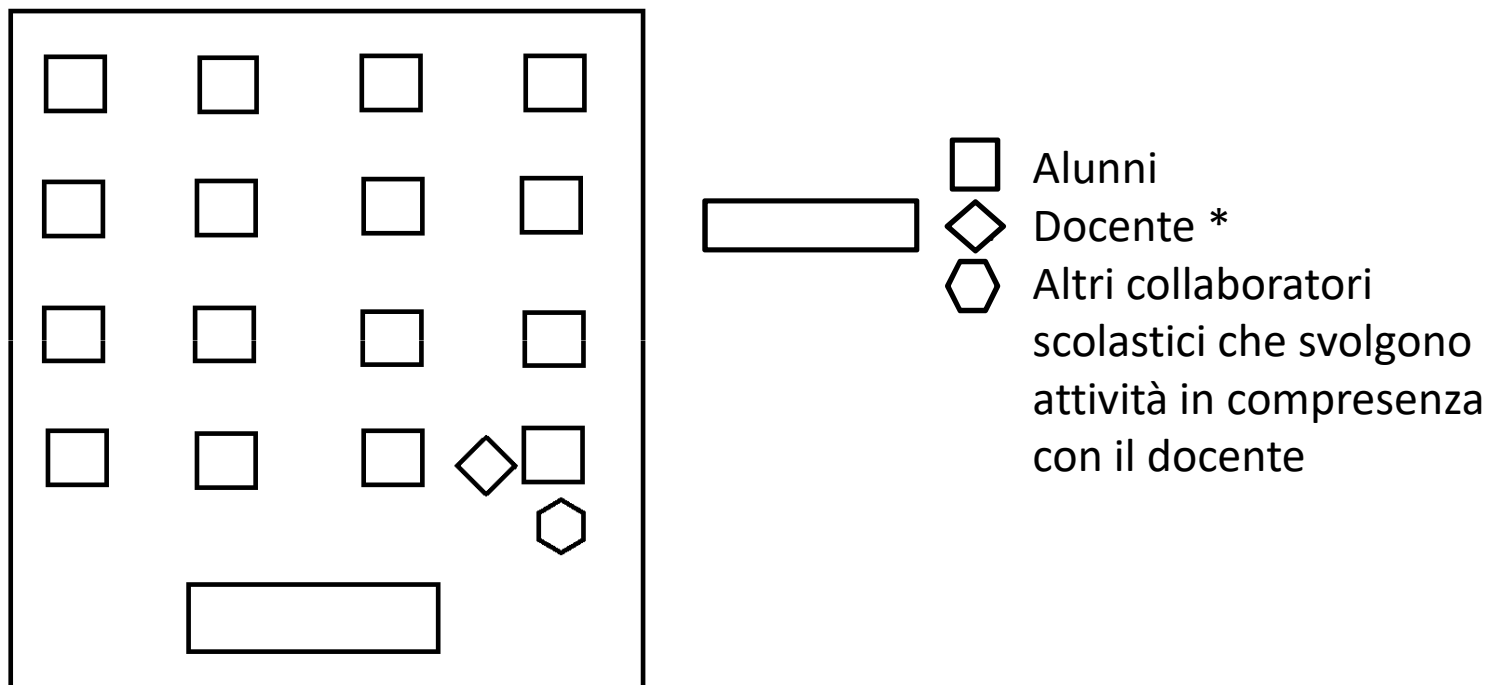 Alunni
Docente *
Altri collaboratori
scolastici che svolgono
attività in compresenza
con il docente